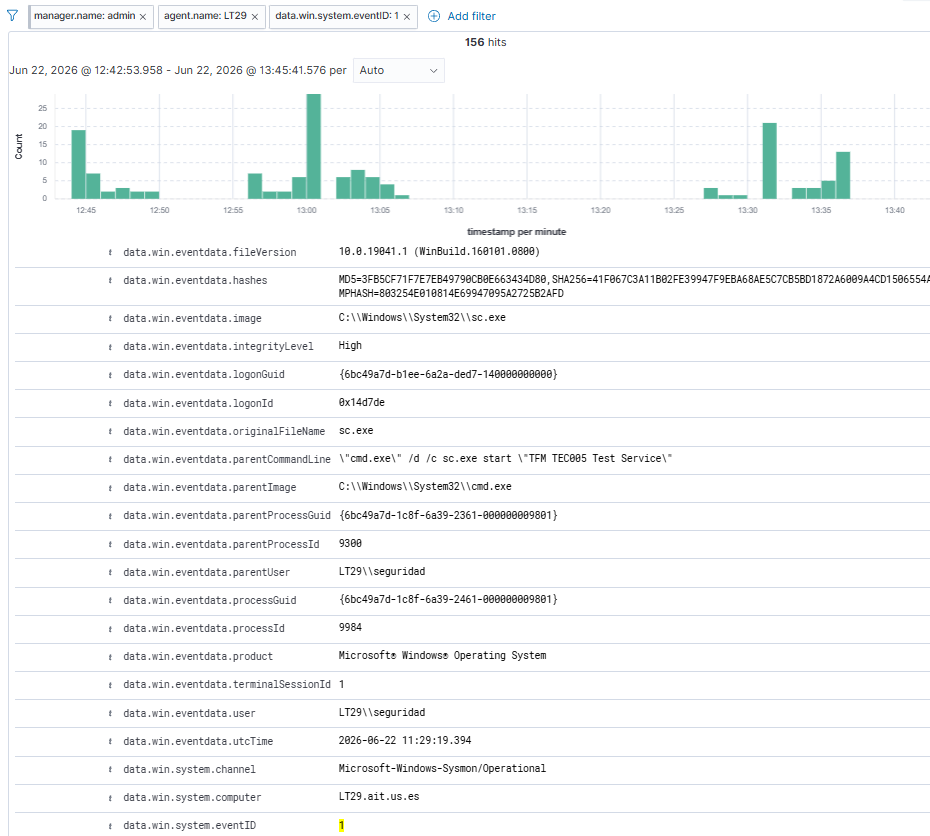 manager.name: admin × agent.name: LT29 × data.win.system.eventID: 1 × Add filter
156 hits
Jun 22, 2026 @ 12:42:53.958 - Jun 22, 2026 @ 13:45:41.576 per Auto
Count
25
20
15
10
5
0
12:45 12:50 12:55 13:00 13:05 13:10 13:15 13:20 13:25 13:30 13:35 13:40
timestamp per minute
t data.win.eventdata.fileVersion 10.0.19041.1 (WinBuild.160101.0800)
t data.win.eventdata.hashes MD5=3FB5CF71F7E7EB49790CB0E663434D80,SHA256=41F067C3A11B02FE39947F9EBA68AE5C7CB5BD1872A6009A4CD1506554A
MPHASH=803254E010814E69947095A2725B2AFD
t data.win.eventdata.image C:\\Windows\\System32\\sc.exe
t data.win.eventdata.integrityLevel High
t data.win.eventdata.logonGuid {6bc49a7d-b1ee-6a2a-ded7-140000000000}
t data.win.eventdata.logonId 0x14d7de
t data.win.eventdata.originalFileName sc.exe
t data.win.eventdata.parentCommandLine \"cmd.exe\" /d /c sc.exe start \"TFM TEC005 Test Service\"
t data.win.eventdata.parentImage C:\\Windows\\System32\\cmd.exe
t data.win.eventdata.parentProcessGuid {6bc49a7d-1c8f-6a39-2361-000000009801}
t data.win.eventdata.parentProcessId 9300
t data.win.eventdata.parentUser LT29\\seguridad
t data.win.eventdata.processGuid {6bc49a7d-1c8f-6a39-2461-000000009801}
t data.win.eventdata.processId 9984
t data.win.eventdata.product Microsoft® Windows® Operating System
t data.win.eventdata.terminalSessionId 1
t data.win.eventdata.user LT29\\seguridad
t data.win.eventdata.utcTime 2026-06-22 11:29:19.394
t data.win.system.channel Microsoft-Windows-Sysmon/Operational
t data.win.system.computer LT29.ait.us.es
t data.win.system.eventID 1